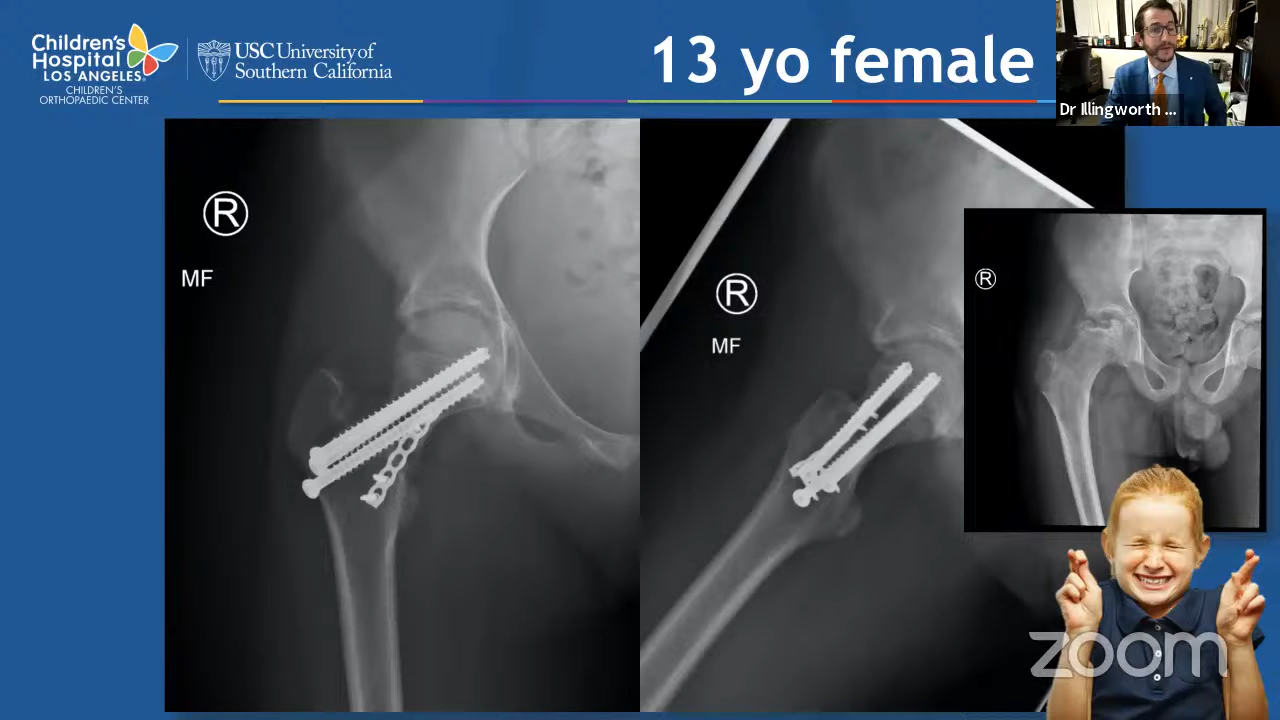 Children's
Hospital
LOS ANGELES
CHILDREN'S
ORTHOPAEDIC CENTER
USC University of
Southern California
13 yo female
Dr Illingworth ...
R
MF
R
MF
R
zoom